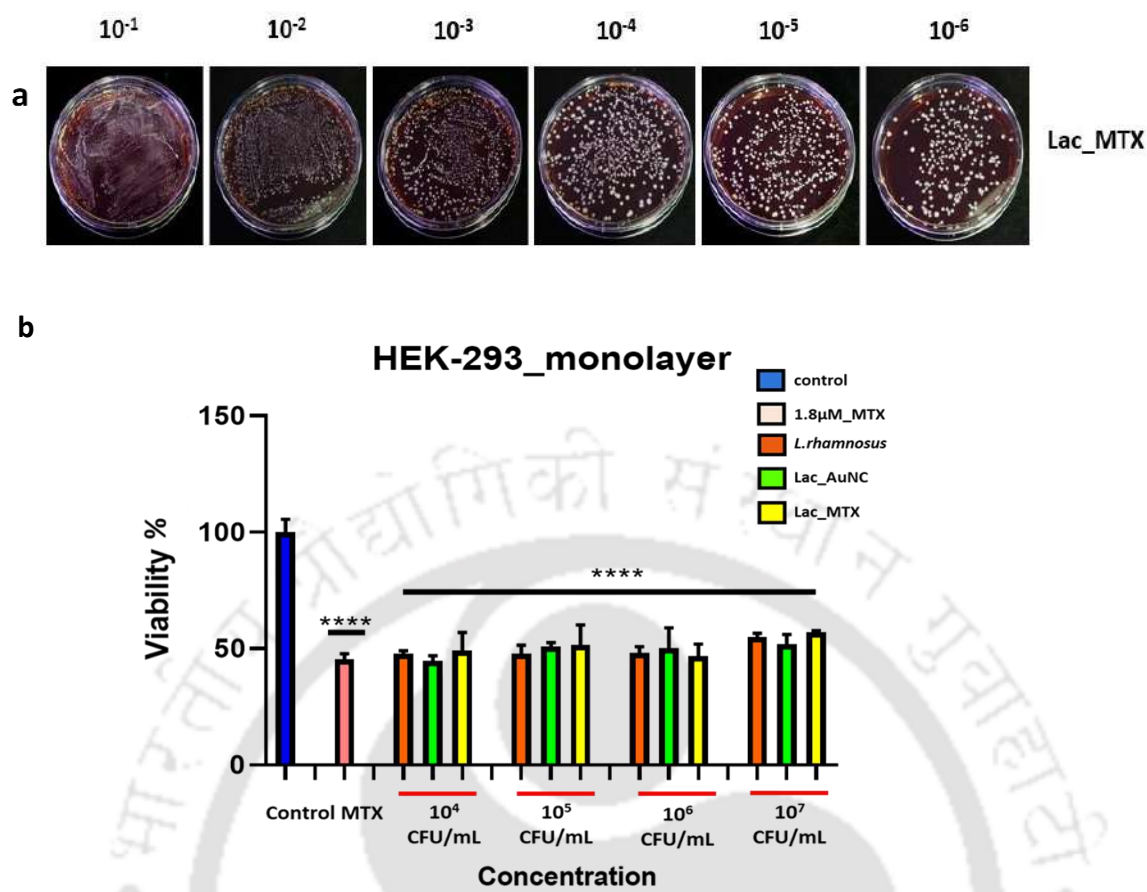 10⁻¹ 10⁻² 10⁻³ 10⁻⁴ 10⁻⁵ 10⁻⁶
a
Lac_MTX
b
HEK-293_monolayer
control
1.8µM_MTX
L.rhamnosus
Lac_AuNC
Lac_MTX
Viability %
150
100
50
0
****
****
Control MTX
10⁴ CFU/mL
10⁵ CFU/mL
10⁶ CFU/mL
10⁷ CFU/mL
Concentration
भारतीय प्रौद्योगिकी संस्थान गुवाहाटी